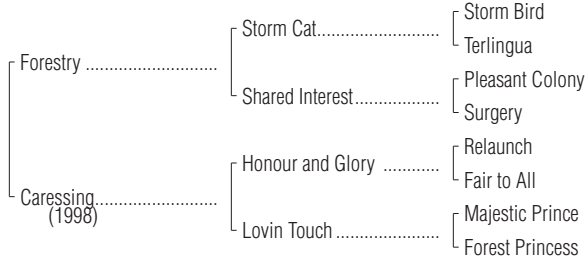 Storm Bird
Storm Cat
Terlingua
Forestry
Pleasant Colony
Shared Interest
Surgery
Relaunch
Honour and Glory
Fair to All
Caressing
(1998)
Majestic Prince
Lovin Touch
Forest Princess